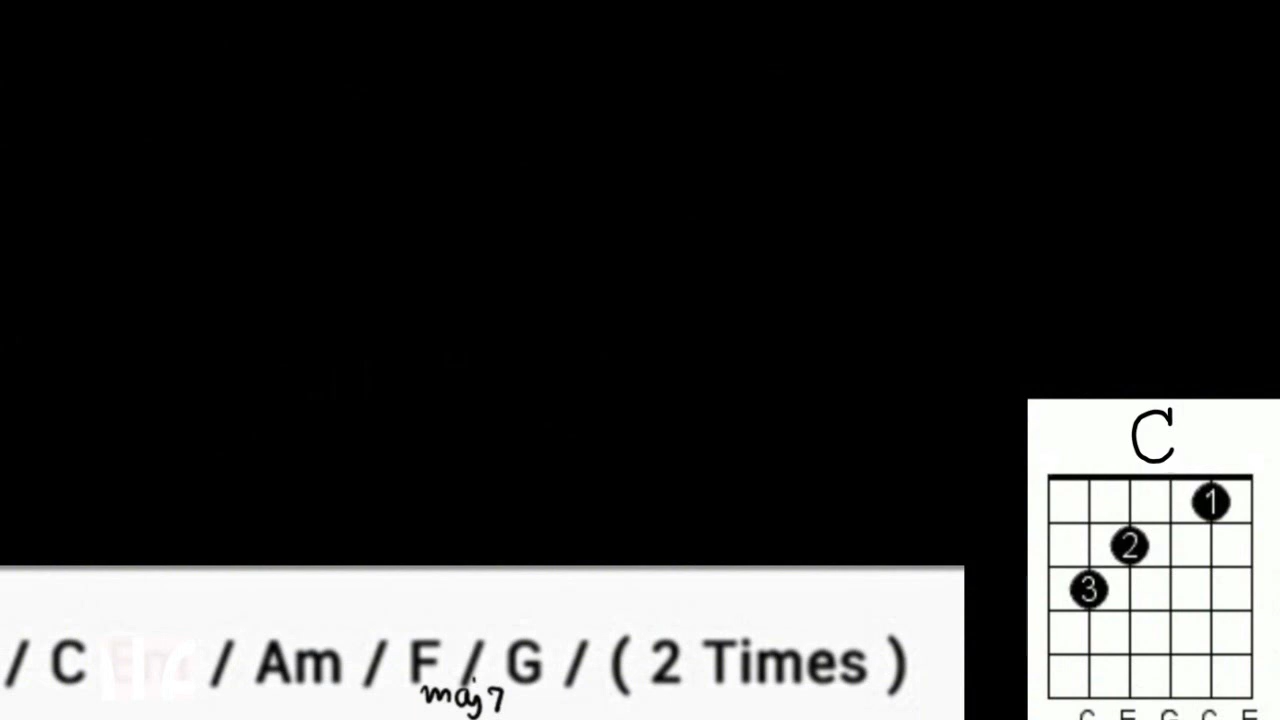 C
1
2
3
C E G C E
/ C / Am / F / G / ( 2 Times )
maj7